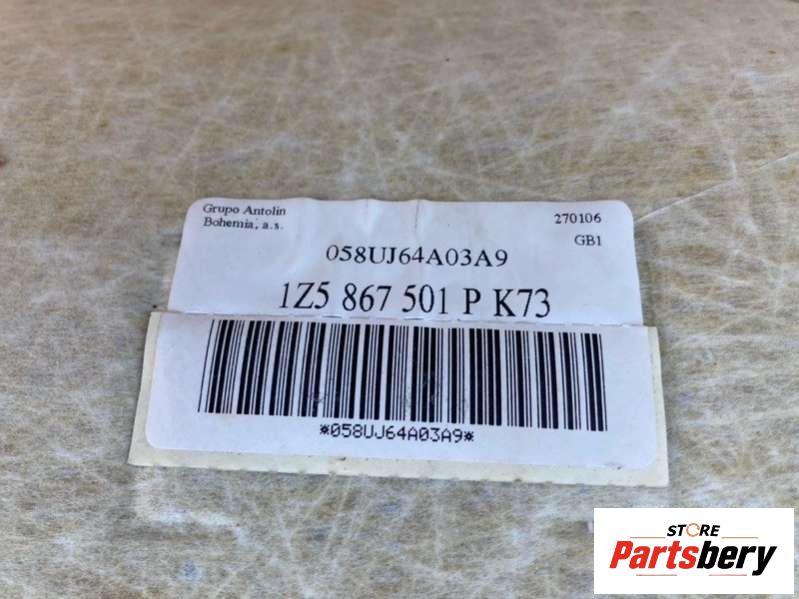 Grupo Antolin
Bohemia, a.s.
270106
GB1
058UJ64A03A9
1Z5 867 501 P K73
*058UJ64A03A9*
STORE
Partsbery